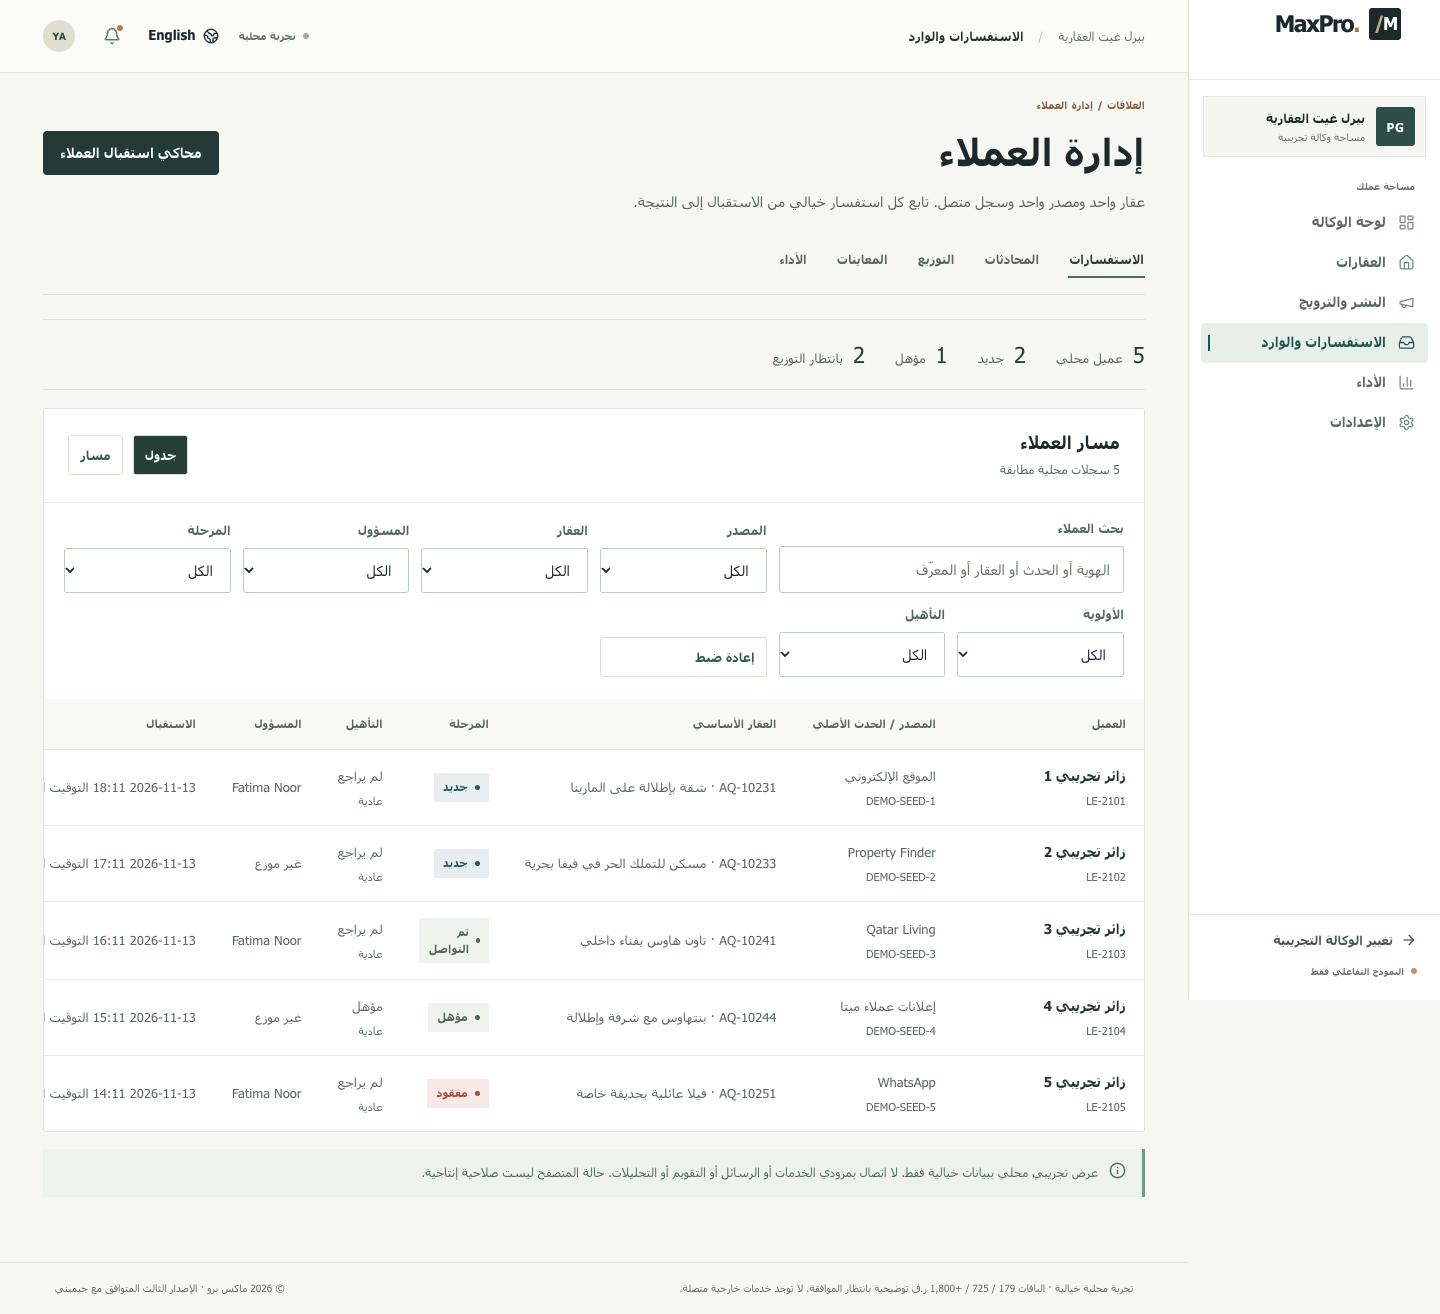 MaxPro. /M
PG بيرل غيت العقارية
مساحة وكالة تجريبية
مساحة عملك
لوحة الوكالة
العقارات
النشر والترويج
الاستفسارات والوارد
الأداء
الإعدادات
تغيير الوكالة التجريبية
النموذج التفاعلي فقط
بيرل غيت العقارية / الاستفسارات والوارد
تجربة محلية
English
YA
العلاقات / إدارة العملاء
إدارة العملاء
محاكي استقبال العملاء
عقار واحد ومصدر واحد وسجل متصل. تابع كل استفسار خيالي من الاستقبال إلى النتيجة.
الاستفسارات المحادثات التوزيع المعاينات الأداء
5 عميل محلي 2 جديد 1 مؤهل 2 بانتظار التوزيع
مسار العملاء
5 سجلات محلية مطابقة
جدول مسار
بحث العملاء المصدر العقار المسؤول المرحلة
الهوية أو الحدث أو العقار أو المعرّف الكل الكل الكل الكل
الأولوية التأهيل
الكل الكل إعادة ضبط
العميل المصدر / الحدث الأصلي العقار الأساسي المرحلة التأهيل المسؤول الاستقبال
زائر تجريبي 1 الموقع الإلكتروني AQ-10231 · شقة بإطلالة على المارينا جديد لم يراجع Fatima Noor 2026-11-13 18:11 التوقيت
LE-2101 DEMO-SEED-1 عادية
زائر تجريبي 2 Property Finder AQ-10233 · مسكن للتملك الحر في فيفا بحرية جديد لم يراجع غير موزع 2026-11-13 17:11 التوقيت
LE-2102 DEMO-SEED-2 عادية
زائر تجريبي 3 Qatar Living AQ-10241 · تاون هاوس بفناء داخلي تم التواصل لم يراجع Fatima Noor 2026-11-13 16:11 التوقيت
LE-2103 DEMO-SEED-3 عادية
زائر تجريبي 4 إعلانات عملاء ميتا AQ-10244 · بنتهاوس مع شرفة وإطلالة مؤهل مؤهل غير موزع 2026-11-13 15:11 التوقيت
LE-2104 DEMO-SEED-4 عادية
زائر تجريبي 5 WhatsApp AQ-10251 · فيلا عائلية بحديقة خاصة مفقود لم يراجع Fatima Noor 2026-11-13 14:11 التوقيت
LE-2105 DEMO-SEED-5 عادية
عرض تجريبي محلي ببيانات خيالية فقط. لا اتصال بمزودي الخدمات أو الرسائل أو التقويم أو التحليلات. حالة المتصفح ليست صلاحية إنتاجية.
تجربة محلية خيالية · الباقات 179 / 725 / +1,800 ر.ق توضيحية بانتظار الموافقة. لا توجد خدمات خارجية متصلة.
© 2026 ماكس برو · الإصدار الثالث المتوافق مع جيميني